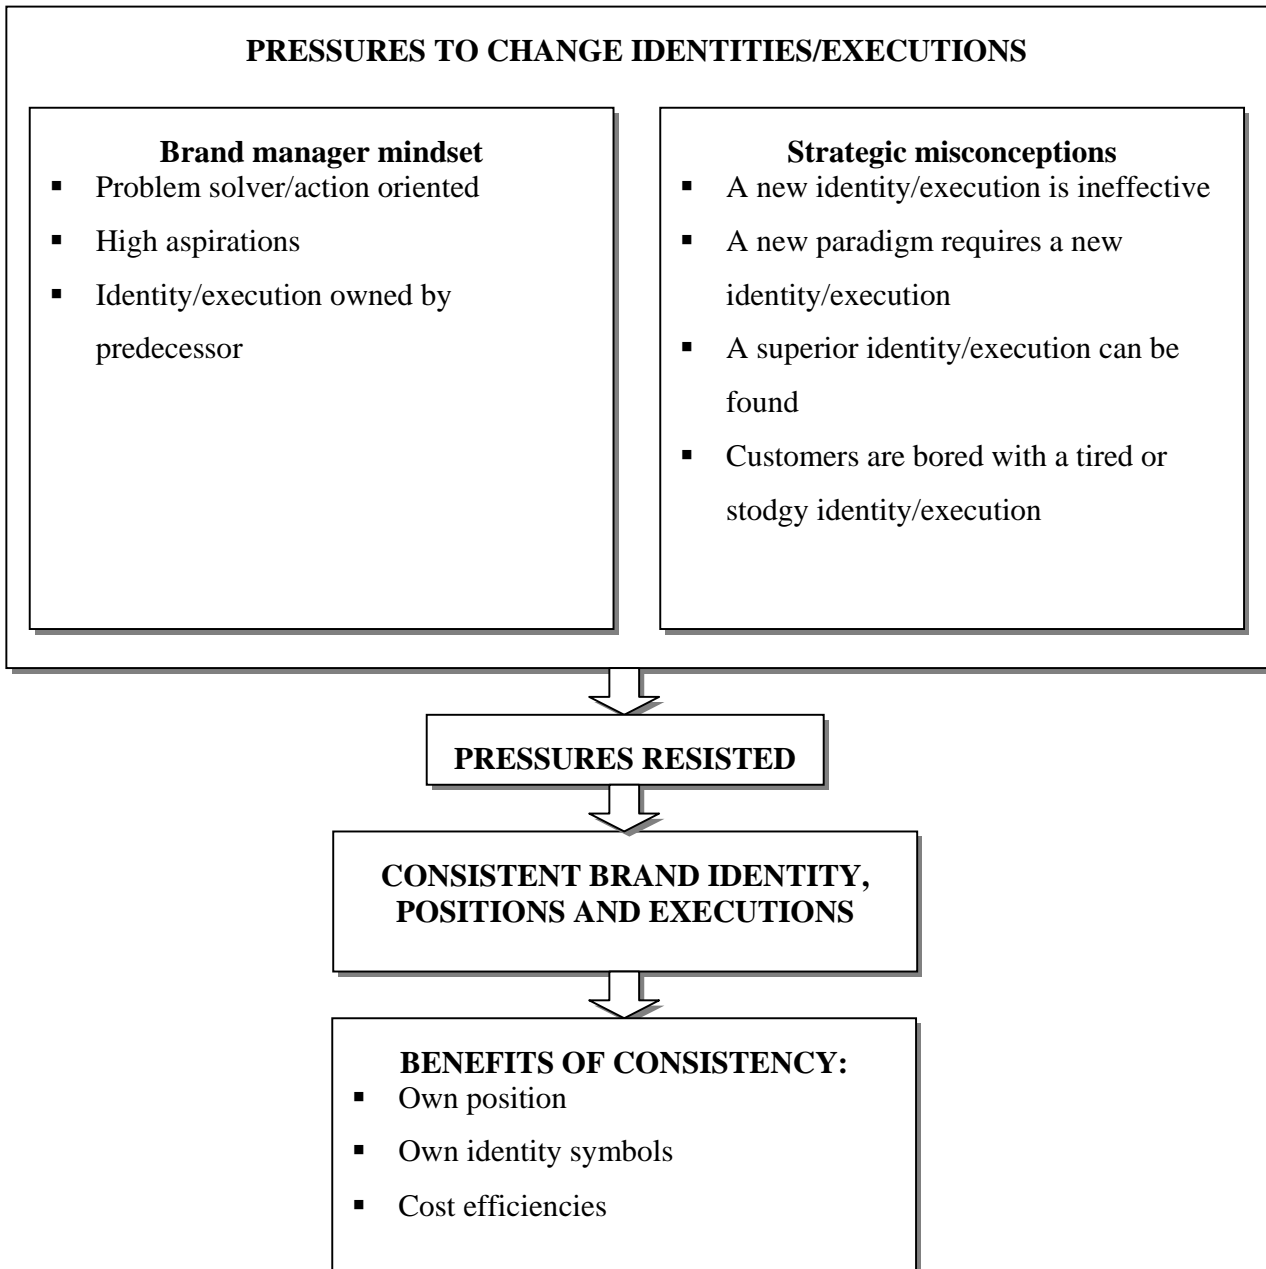 PRESSURES TO CHANGE IDENTITIES/EXECUTIONS
Brand manager mindset
▪ Problem solver/action oriented
▪ High aspirations
▪ Identity/execution owned by
predecessor
Strategic misconceptions
▪ A new identity/execution is ineffective
▪ A new paradigm requires a new
identity/execution
▪ A superior identity/execution can be
found
▪ Customers are bored with a tired or
stodgy identity/execution
PRESSURES RESISTED
CONSISTENT BRAND IDENTITY,
POSITIONS AND EXECUTIONS
BENEFITS OF CONSISTENCY:
▪ Own position
▪ Own identity symbols
▪ Cost efficiencies